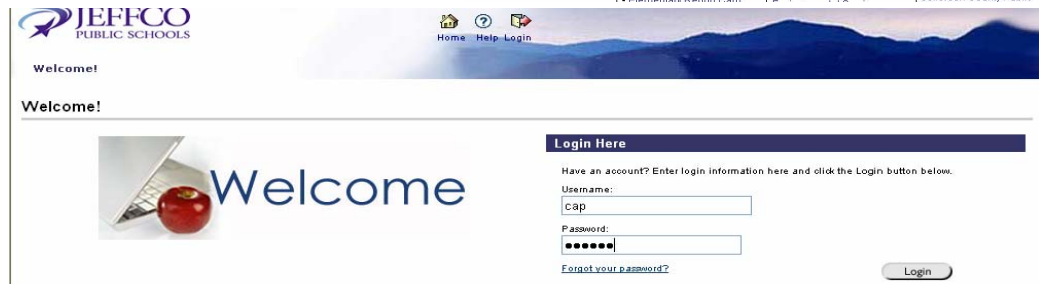 JEFFCO
PUBLIC SCHOOLS
Home Help Login
Welcome!
Welcome!
Welcome
Login Here
Have an account? Enter login information here and click the Login button below.
Username:
cap
Password:
••••••
Forgot your password?
Login